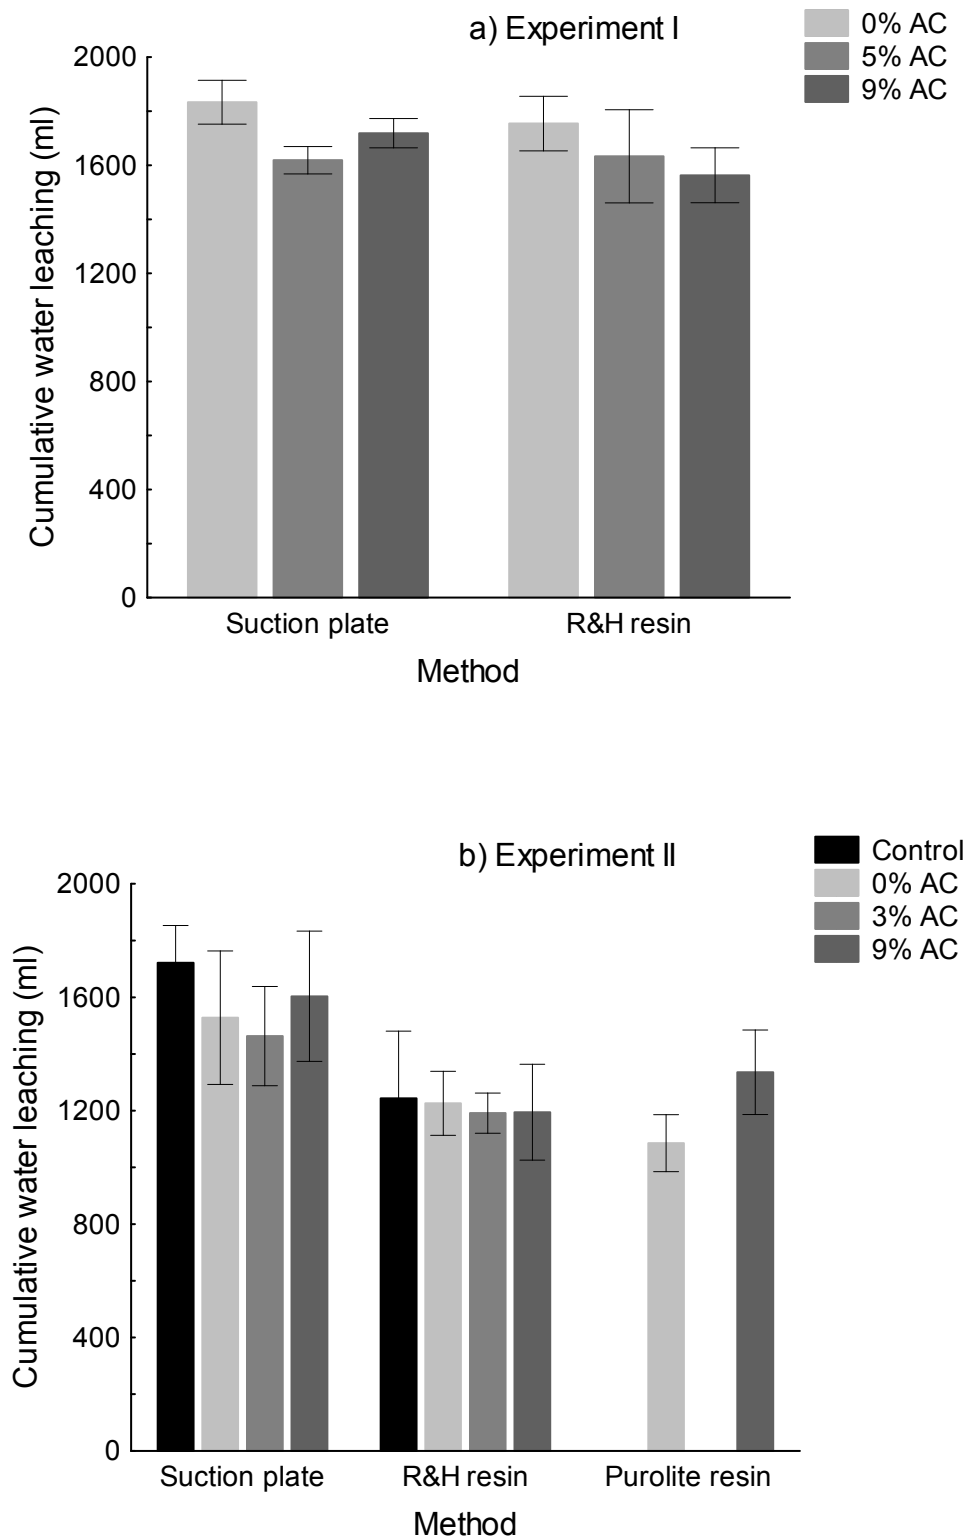 a) Experiment I
0% AC
5% AC
9% AC
Cumulative water leaching (ml)
2000
1600
1200
800
400
0
Suction plate
R&H resin
Method
b) Experiment II
Control
0% AC
3% AC
9% AC
Cumulative water leaching (ml)
2000
1600
1200
800
400
0
Suction plate
R&H resin
Purolite resin
Method